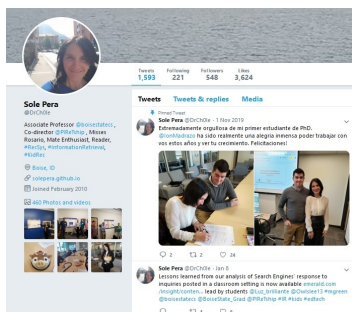 Tweets Following Followers Likes
1,593 221 548 3,624
Sole Pera
@DrCh0le
Associate Professor @boisestatecs ,
Co-director @PIReTship , Misses
Rosario, Mate Enthusiast, Reader,
#RecSys, #InformationRetrieval,
#KidRec
Boise, ID
solepera.github.io
Joined February 2010
460 Photos and videos
Tweets Tweets & replies Media
Pinned Tweet
Sole Pera @DrCh0le · 1 Nov 2019
Extremadamente orgullosa de mi primer estudiante de PhD.
@IonMadrazo ha sido realmente una alegria inmensa poder trabajar con
vos estos años y ver tu crecimiento. Felicitaciones!
2 2 24
Sole Pera @DrCh0le · Jan 8
Lessons learned from our analysis of Search Engines' response to
inquiries posted in a classroom setting is now available emerald.com
/insight/conten... lead by students @Luz_brilliante @Owlilee13 @mgreen
@boisestatecs @BoiseState_Grad @PIReTship #IR #kids #edtech